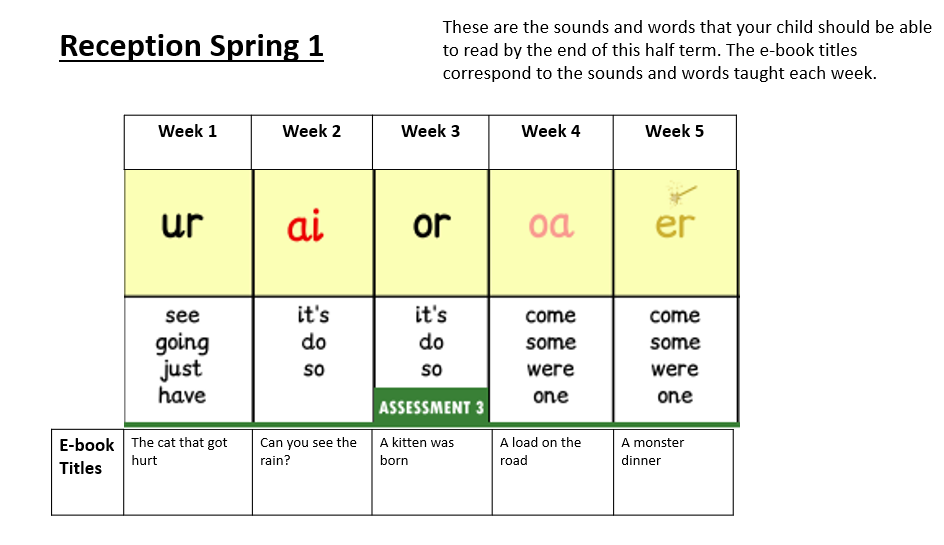 Reception Spring 1
These are the sounds and words that your child should be able
to read by the end of this half term. The e-book titles
correspond to the sounds and words taught each week.
Week 1 Week 2 Week 3 Week 4 Week 5
ur ai or oa er
see it's it's come come
going do do some some
just so so were were
have one one
ASSESSMENT 3
E-book The cat that got Can you see the A kitten was A load on the A monster
Titles hurt rain? born road dinner